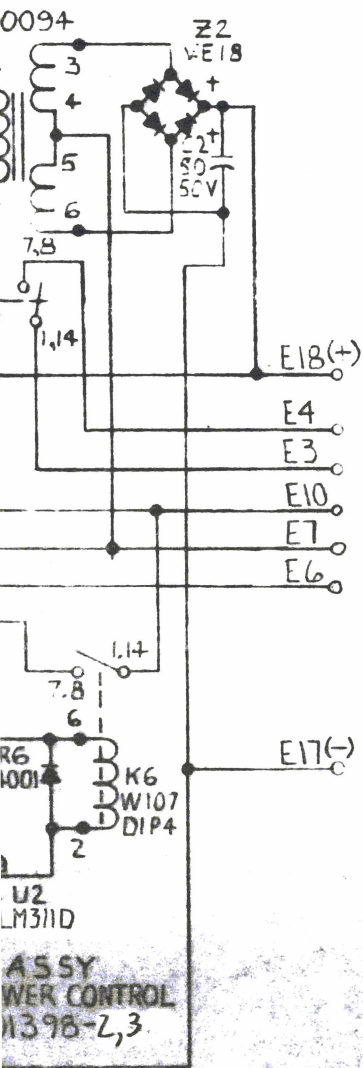 0094
Z2
VE18
3
+
4
C2+
50
50V
5
6
7,8
1,14
E18(+)
E4
E3
E10
E7
E6
1,14
7,8
6
E17(-)
R6
4001
K6
W107
DIP4
2
U2
LM311D
ASSY
WER CONTROL
01398-2,3